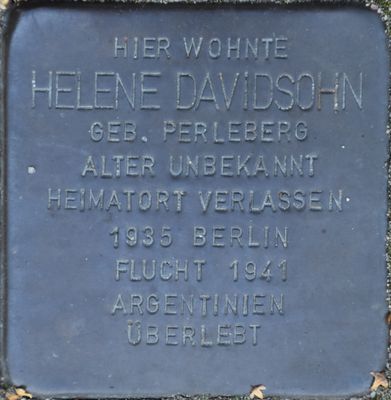 HIER WOHNTE
HELENE DAVIDSOHN
GEB. PERLEBERG
ALTER UNBEKANNT
HEIMATORT VERLASSEN
1935 BERLIN
FLUCHT 1941
ARGENTINIEN
ÜBERLEBT